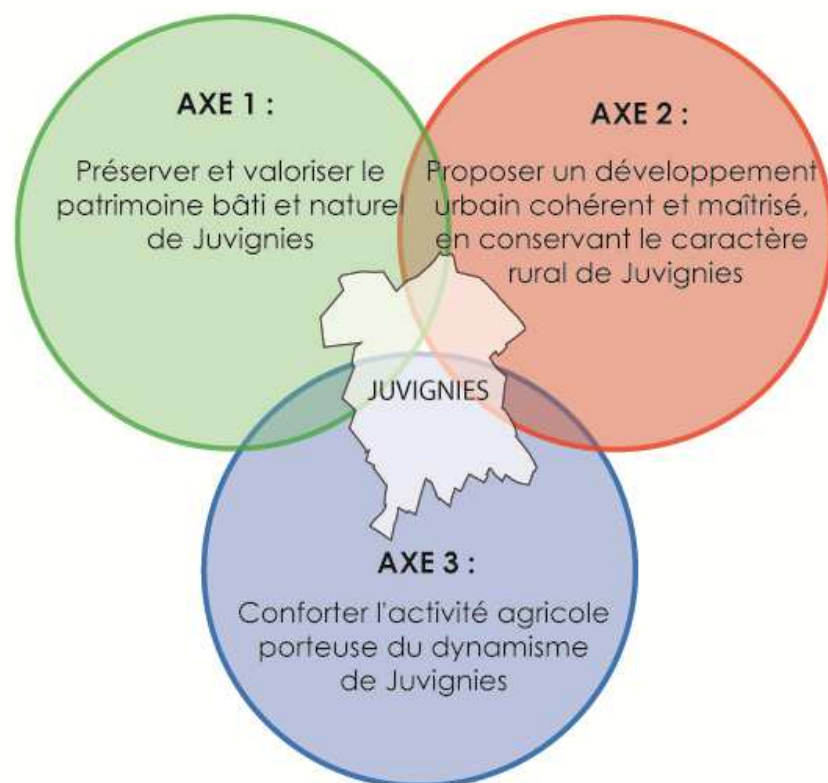 AXE 1 :
Préserver et valoriser le
patrimoine bâti et naturel
de Juvignies
AXE 2 :
Proposer un développement
urbain cohérent et maîtrisé,
en conservant le caractère
rural de Juvignies
JUVIGNIES
AXE 3 :
Conforter l'activité agricole
porteuse du dynamisme
de Juvignies